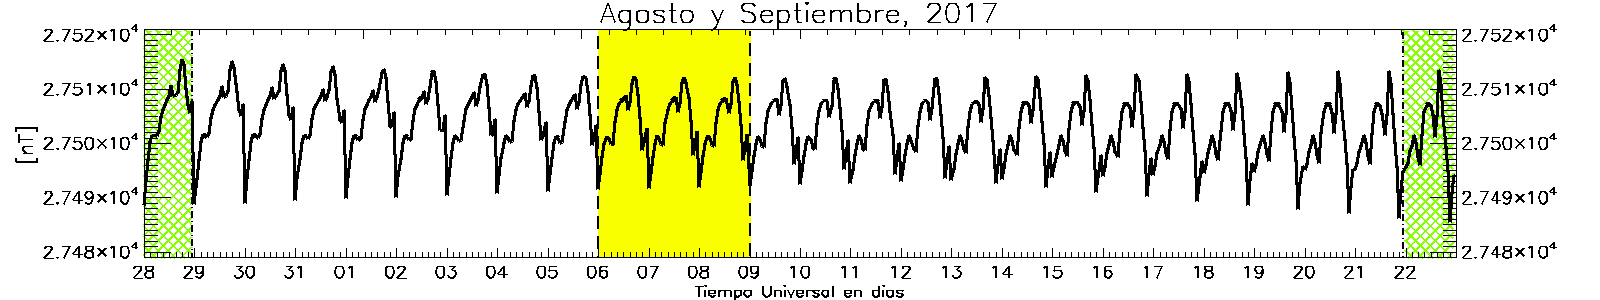 Agosto y Septiembre, 2017
2.752×10⁴ 2.752×10⁴
2.751×10⁴ 2.751×10⁴
2.750×10⁴ 2.750×10⁴
2.749×10⁴ 2.749×10⁴
2.748×10⁴ 2.748×10⁴
[nT]
28 29 30 31 01 02 03 04 05 06 07 08 09 10 11 12 13 14 15 16 17 18 19 20 21 22
Tiempo Universal en dias